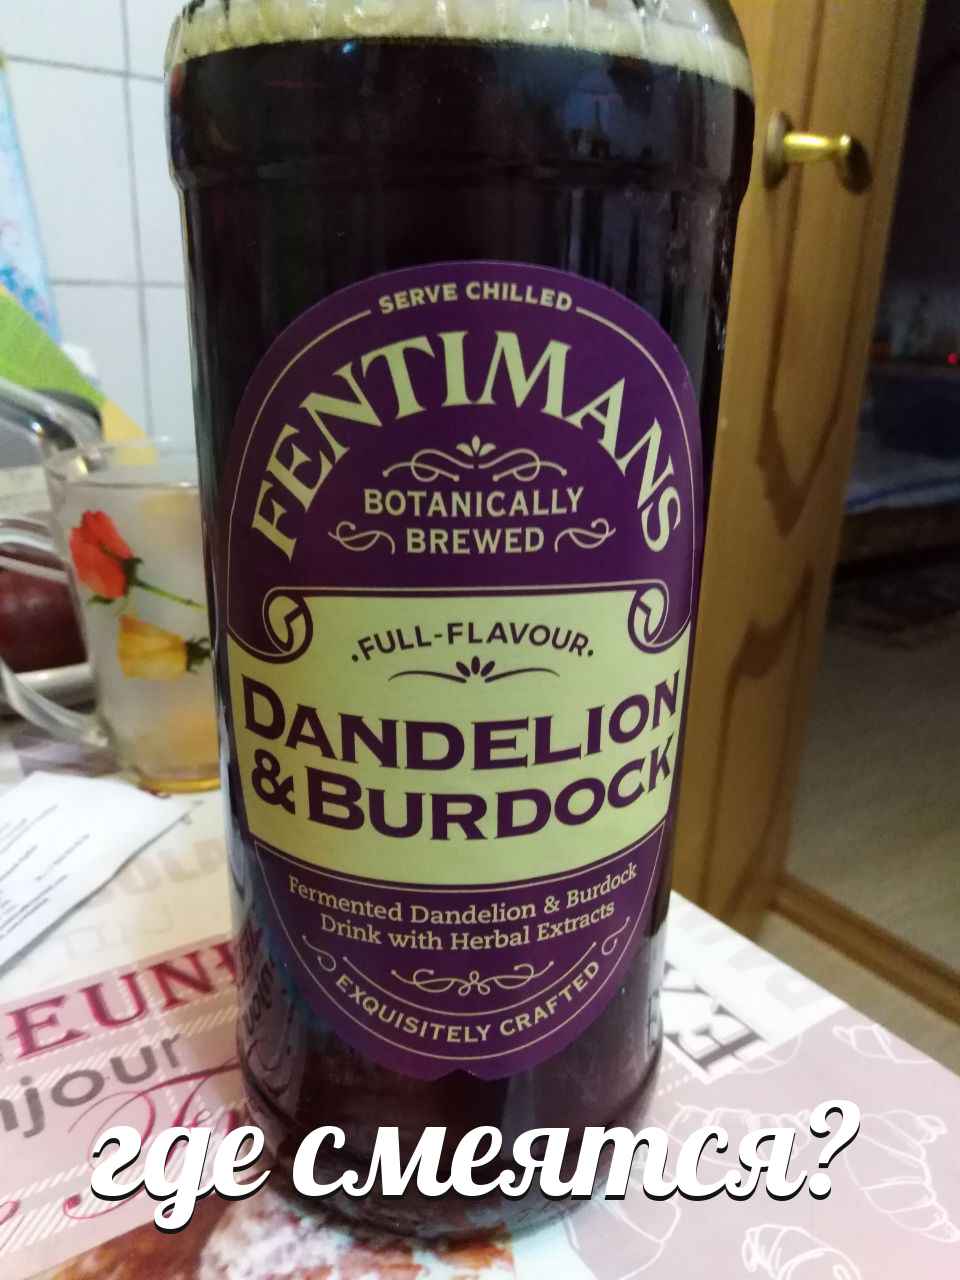 SERVE CHILLED
FENTIMANS
BOTANICALLY
BREWED
·FULL-FLAVOUR·
DANDELION
& BURDOCK
Fermented Dandelion & Burdock
Drink with Herbal Extracts
EXQUISITELY CRAFTED
где смеятся?